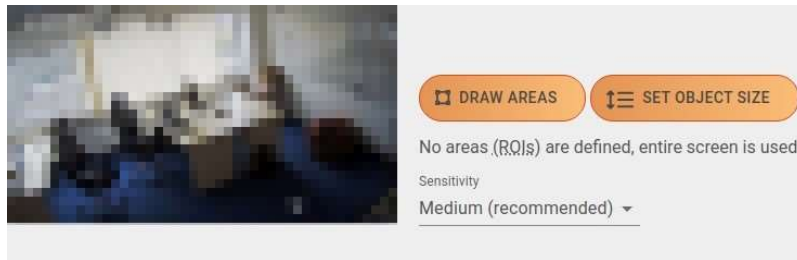 DRAW AREAS
SET OBJECT SIZE
No areas (ROIs) are defined, entire screen is used
Sensitivity
Medium (recommended)